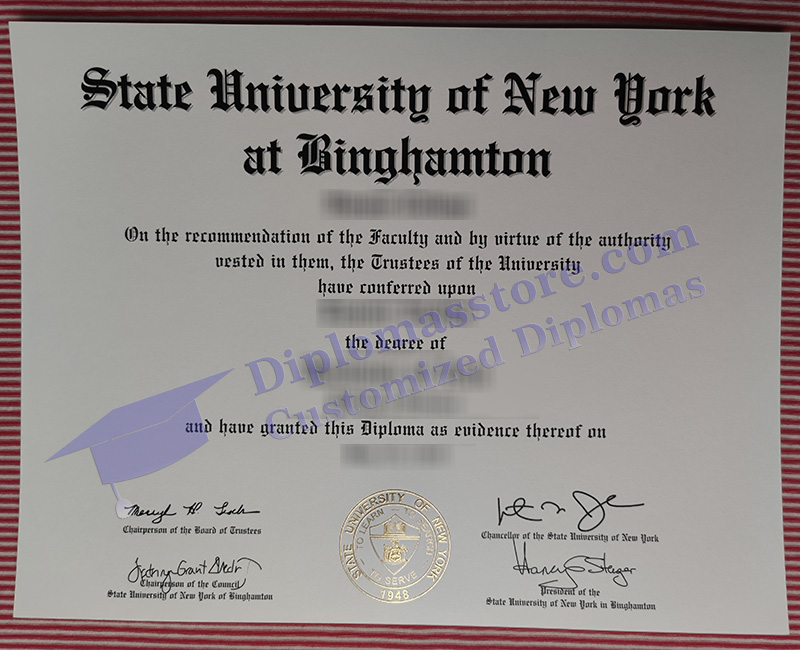 State University of New York
at Binghamton
On the recommendation of the Faculty and by virtue of the authority
vested in them, the Trustees of the University
have conferred upon
the degree of
and have granted this Diploma as evidence thereof on
Diplomasstore.com
Customized Diplomas
Chairperson of the Board of Trustees
Chairperson of the Council
State University of New York of Binghamton
STATE UNIVERSITY OF NEW YORK
TO LEARN
TO SERVE
1948
Chancellor of the State University of New York
President of the
State University of New York in Binghamton